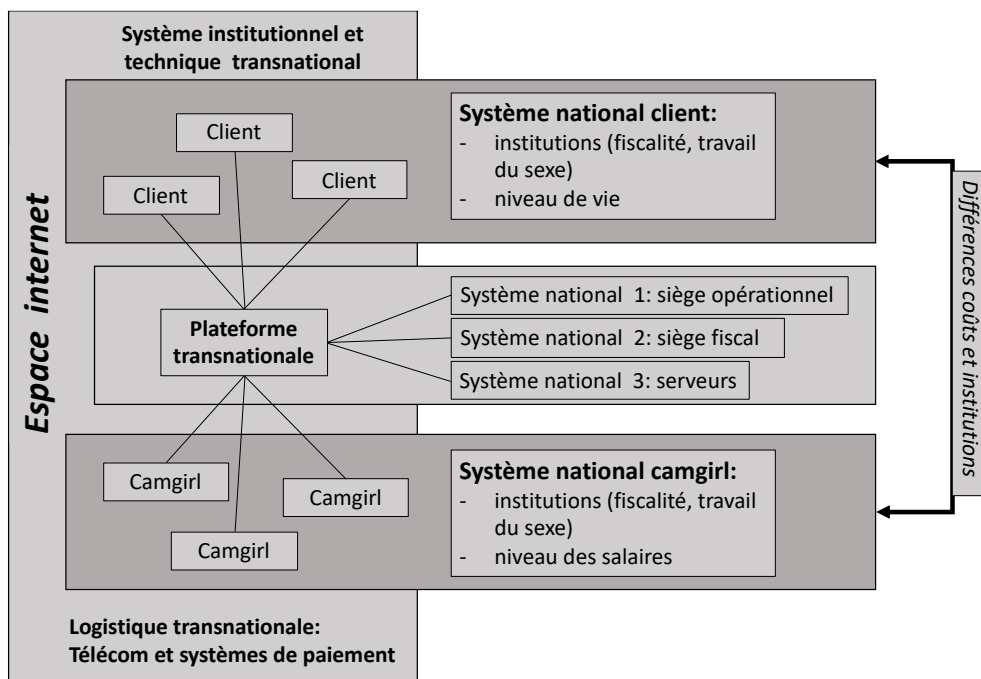 Système institutionnel et
technique transnational
Espace internet
Client
Client
Client
Système national client:
- institutions (fiscalité, travail
du sexe)
- niveau de vie
Différences coûts et institutions
Plateforme
transnationale
Système national 1: siège opérationnel
Système national 2: siège fiscal
Système national 3: serveurs
Camgirl
Camgirl
Camgirl
Système national camgirl:
- institutions (fiscalité, travail
du sexe)
- niveau des salaires
Logistique transnationale:
Télécom et systèmes de paiement